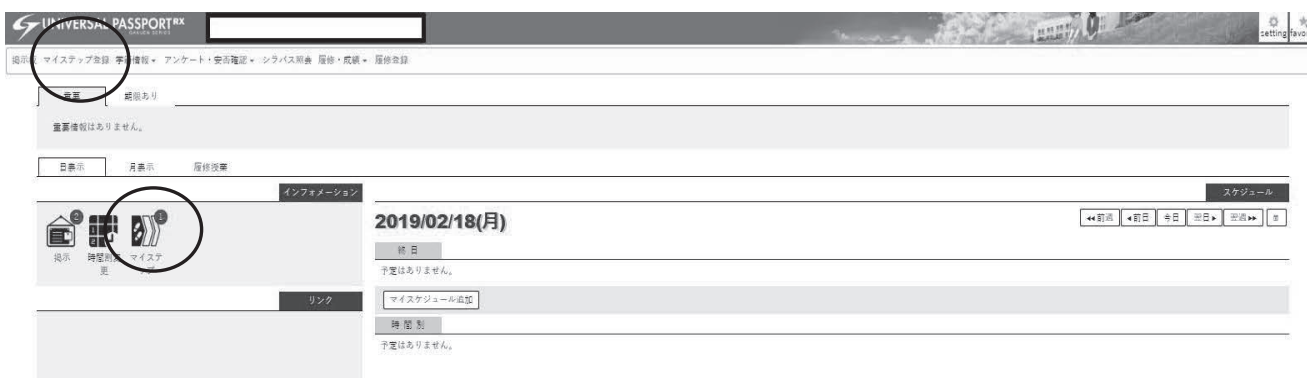 UNIVERSAL PASSPORT RX
GAKUEN SERIES
setting favo
掲示 マイステップ登録 学籍情報 アンケート・安否確認 シラバス照会 履修・成績 履修登録
重要 期限あり
重要情報はありません。
日表示 月表示 履修授業
インフォメーション
2 1
掲示 時間割変更 マイステップ
リンク
スケジュール
2019/02/18(月)
前週 前日 今日 翌日 翌週
終日
予定はありません。
マイスケジュール追加
時間別
予定はありません。